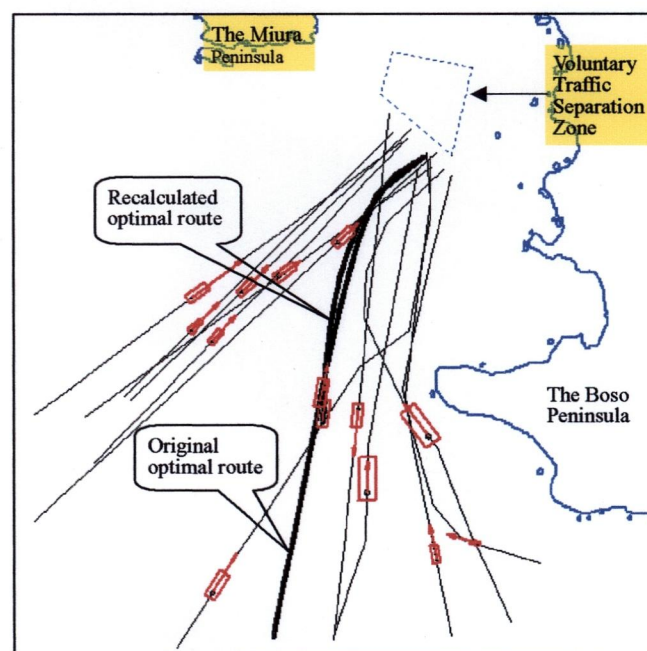 The Miura
Peninsula
Voluntary
Traffic
Separation
Zone
Recalculated
optimal route
The Boso
Peninsula
Original
optimal route